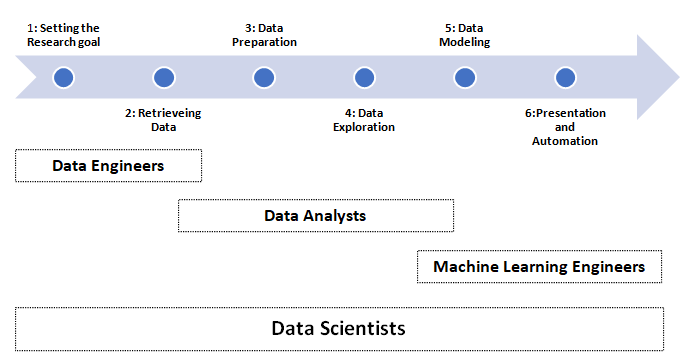 1: Setting the
Research goal
2: Retrieveing
Data
3: Data
Preparation
4: Data
Exploration
5: Data
Modeling
6:Presentation
and
Automation
Data Engineers
Data Analysts
Machine Learning Engineers
Data Scientists